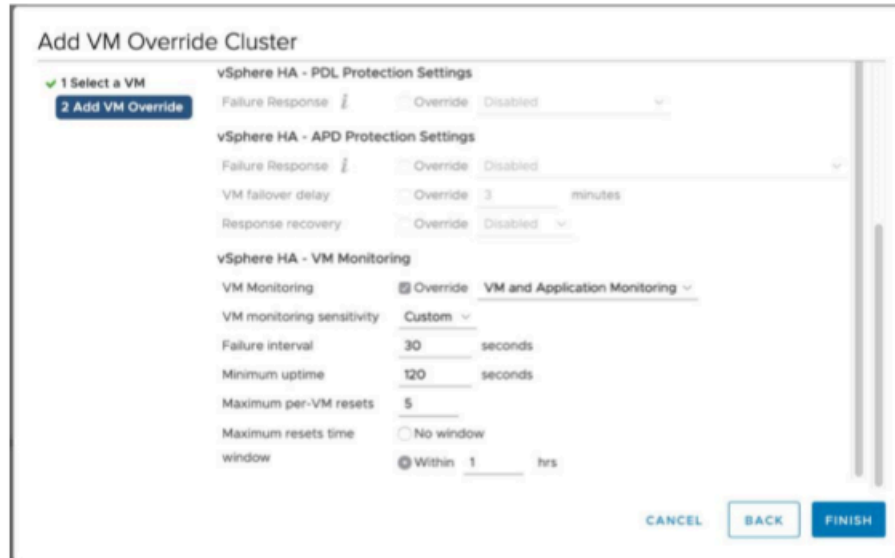 Add VM Override Cluster
1 Select a VM
2 Add VM Override
vSphere HA - PDL Protection Settings
Failure Response i Override Disabled
vSphere HA - APD Protection Settings
Failure Response i Override Disabled
VM failover delay Override 3 minutes
Response recovery Override Disabled
vSphere HA - VM Monitoring
VM Monitoring Override VM and Application Monitoring
VM monitoring sensitivity Custom
Failure interval 30 seconds
Minimum uptime 120 seconds
Maximum per-VM resets 5
Maximum resets time No window
window Within 1 hrs
CANCEL BACK FINISH